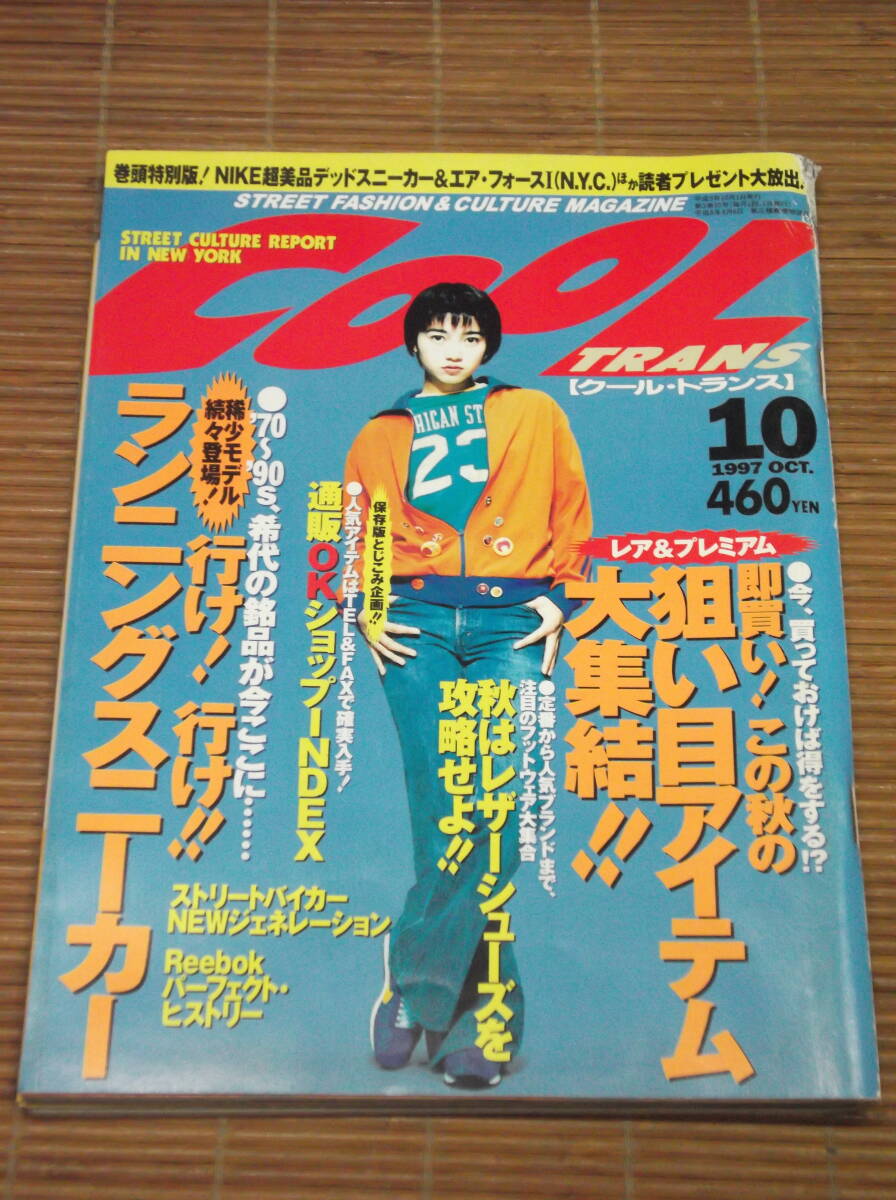 巻頭特別版！NIKE超美品デッドスニーカー&エア・フォースI(N.Y.C.)ほか読者プレゼント大放出！
STREET FASHION & CULTURE MAGAZINE
STREET CULTURE REPORT
IN NEW YORK
COOL
TRANS
【クール・トランス】
10
1997 OCT.
460YEN
HIGAN ST
23
レア&プレミアム
●今、買っておけば得をする!?
即買い！この秋の
狙い目アイテム
大集結!!
●定番から人気ブランドまで、
注目のフットウェア大集合
秋はレザーシューズを
攻略せよ!!
保存版とじこみ企画!!
●人気アイテムはTEL&FAXで確実入手！
通販OKショップINDEX
●'70〜'90s、希代の銘品が今ここに……
稀少モデル
続々登場！
行け！行け!!
ランニングスニーカー
ストリートバイカー
NEWジェネレーション
Reebok
パーフェクト・
ヒストリー